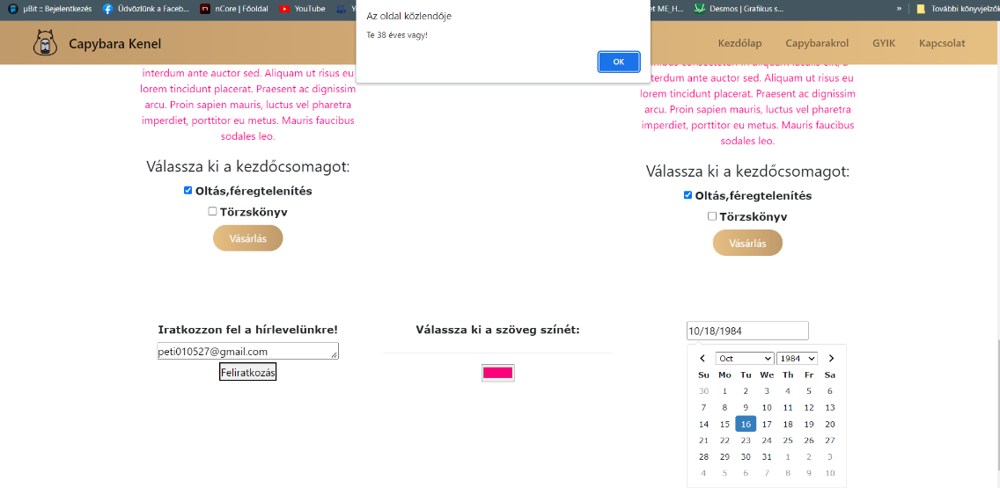 µBit :: Bejelentkezés
Üdvözlünk a Faceb...
nCore | Főoldal
YouTube
et ME_H...
Desmos | Grafikus s...
»
További könyvjelzők
Az oldal közlendője
Te 38 éves vagy!
OK
Capybara Kenel
Kezdőlap
Capybarakrol
GYIK
Kapcsolat
interdum ante auctor sed. Aliquam ut risus eu
lorem tincidunt placerat. Praesent ac dignissim
arcu. Proin sapien mauris, luctus vel pharetra
imperdiet, porttitor eu metus. Mauris faucibus
sodales leo.
Válassza ki a kezdőcsomagot:
Oltás,féregtelenítés
Törzskönyv
Vásárlás
interdum ante auctor sed. Aliquam ut risus eu
lorem tincidunt placerat. Praesent ac dignissim
arcu. Proin sapien mauris, luctus vel pharetra
imperdiet, porttitor eu metus. Mauris faucibus
sodales leo.
Válassza ki a kezdőcsomagot:
Oltás,féregtelenítés
Törzskönyv
Vásárlás
Iratkozzon fel a hírlevelünkre!
peti010527@gmail.com
Feliratkozás
Válassza ki a szöveg színét:
10/18/1984
Oct 1984
Su Mo Tu We Th Fr Sa
30 1 2 3 4 5 6
7 8 9 10 11 12 13
14 15 16 17 18 19 20
21 22 23 24 25 26 27
28 29 30 31 1 2 3
4 5 6 7 8 9 10